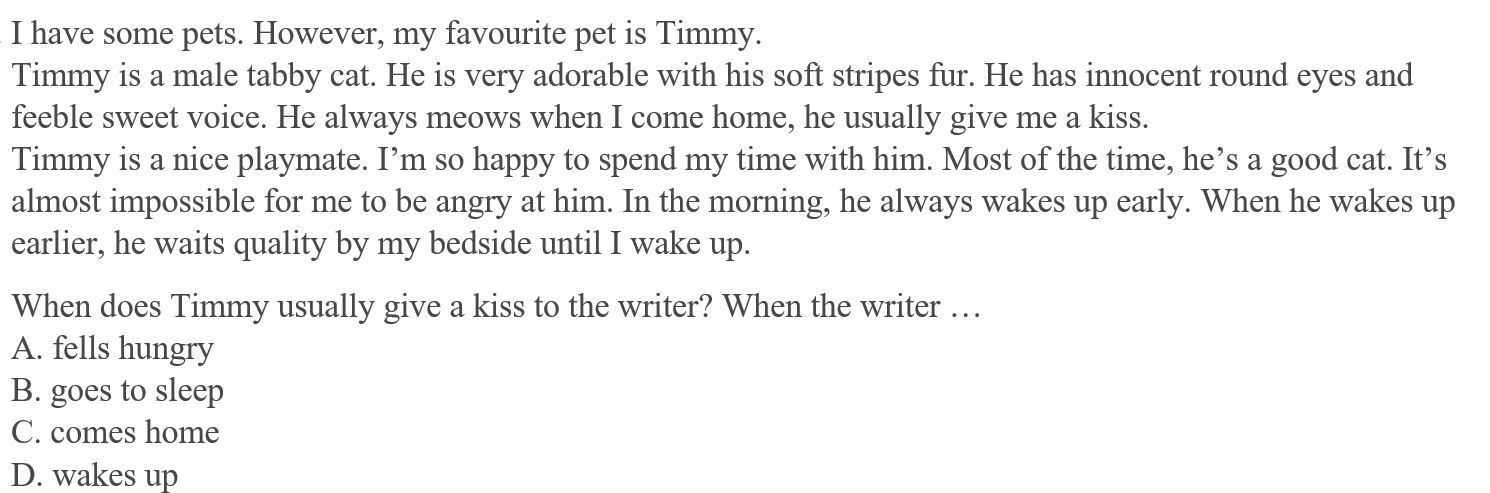 I have some pets. However, my favourite pet is Timmy.
Timmy is a male tabby cat. He is very adorable with his soft stripes fur. He has innocent round eyes and
feeble sweet voice. He always meows when I come home, he usually give me a kiss.
Timmy is a nice playmate. I’m so happy to spend my time with him. Most of the time, he’s a good cat. It’s
almost impossible for me to be angry at him. In the morning, he always wakes up early. When he wakes up
earlier, he waits quality by my bedside until I wake up.
When does Timmy usually give a kiss to the writer? When the writer …
A. fells hungry
B. goes to sleep
C. comes home
D. wakes up